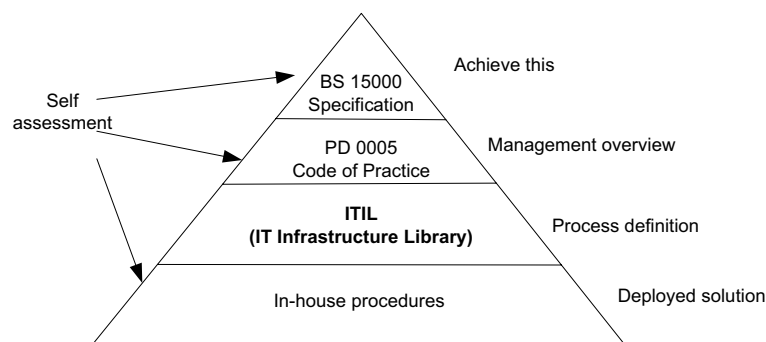 Achieve this
BS 15000
Specification
Self
assessment
Management overview
PD 0005
Code of Practice
ITIL
(IT Infrastructure Library)
Process definition
In-house procedures
Deployed solution